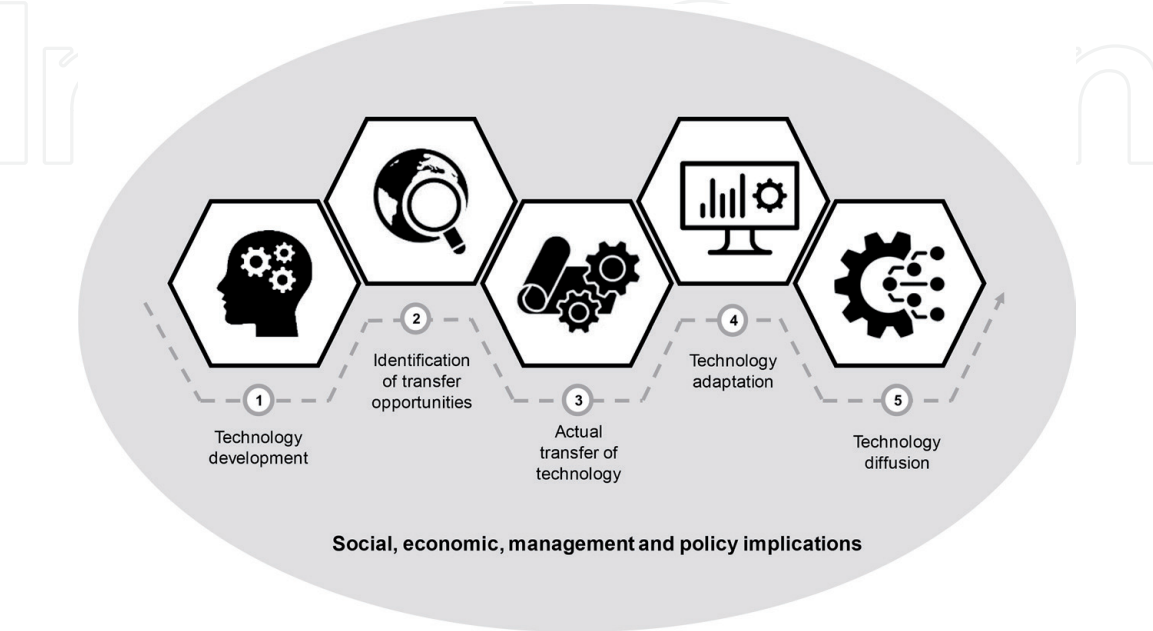 1
Technology
development
2
Identification
of transfer
opportunities
3
Actual
transfer of
technology
4
Technology
adaptation
5
Technology
diffusion
Social, economic, management and policy implications